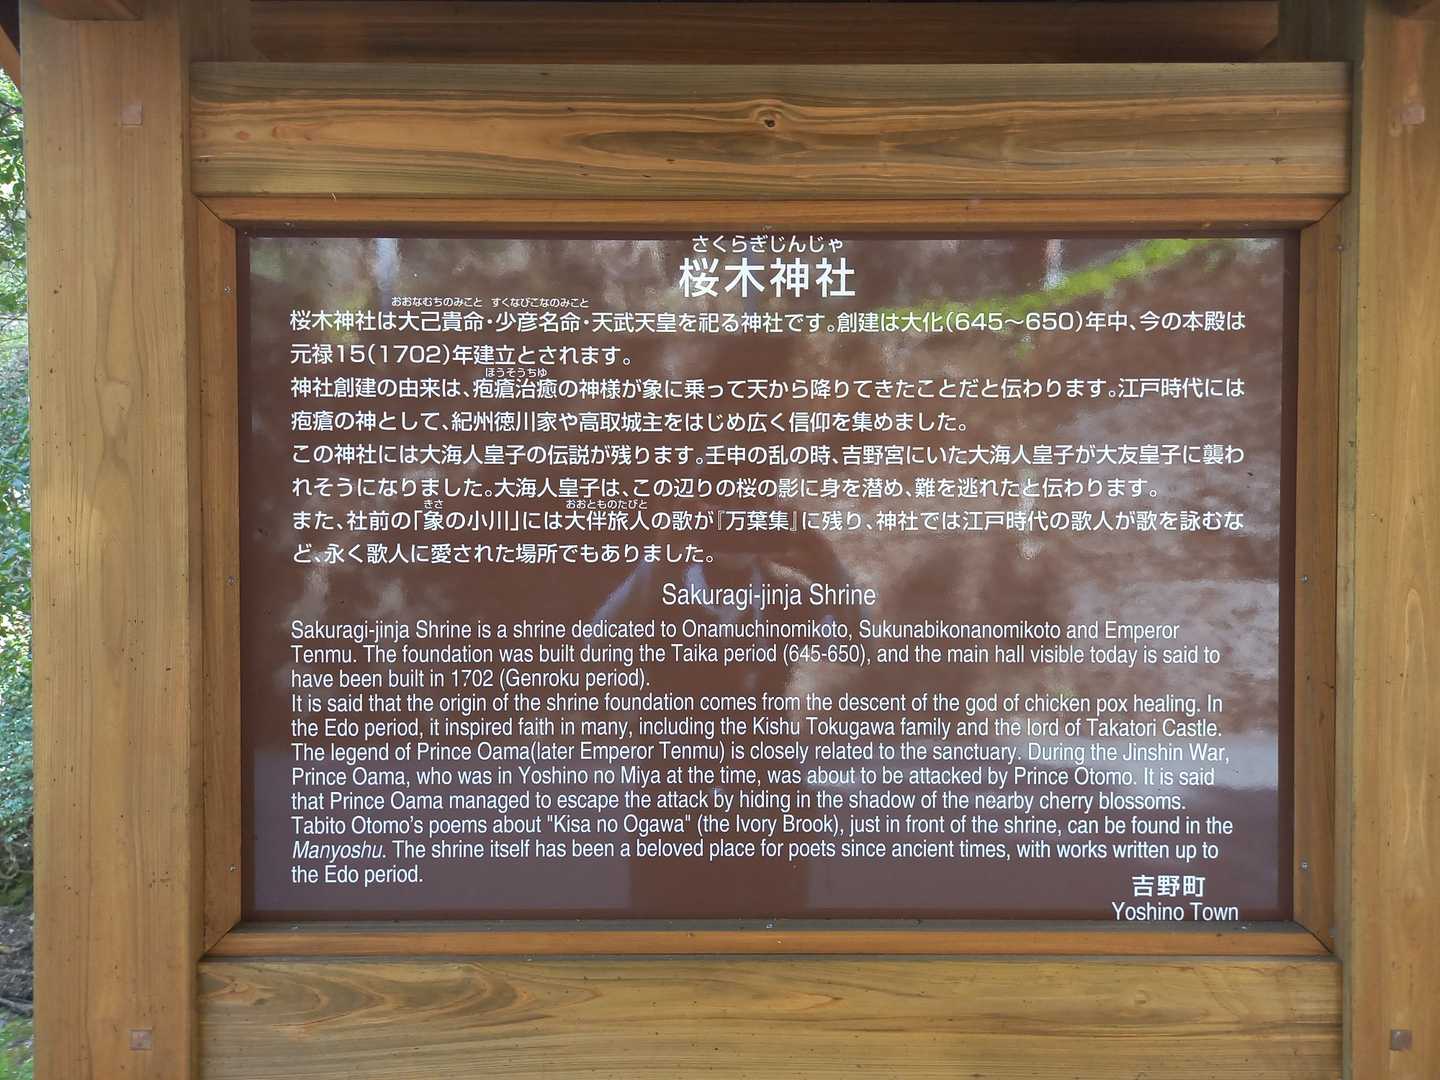 さくらぎじんじゃ
桜木神社
おおなむちのみこと すくなびこなのみこと
桜木神社は大己貴命・少彦名命・天武天皇を祀る神社です。創建は大化(645～650)年中、今の本殿は
元禄15(1702)年建立とされます。
ほうそうちゆ
神社創建の由来は、疱瘡治癒の神様が象に乗って天から降りてきたことだと伝わります。江戸時代には
疱瘡の神として、紀州徳川家や高取城主をはじめ広く信仰を集めました。
この神社には大海人皇子の伝説が残ります。壬申の乱の時、吉野宮にいた大海人皇子が大友皇子に襲わ
れそうになりました。大海人皇子は、この辺りの桜の影に身を潜め、難を逃れたと伝わります。
きさ おおとものたびと
また、社前の「象の小川」には大伴旅人の歌が『万葉集』に残り、神社では江戸時代の歌人が歌を詠むな
ど、永く歌人に愛された場所でもありました。
Sakuragi-jinja Shrine
Sakuragi-jinja Shrine is a shrine dedicated to Onamuchinomikoto, Sukunabikonanomikoto and Emperor
Tenmu. The foundation was built during the Taika period (645-650), and the main hall visible today is said to
have been built in 1702 (Genroku period).
It is said that the origin of the shrine foundation comes from the descent of the god of chicken pox healing. In
the Edo period, it inspired faith in many, including the Kishu Tokugawa family and the lord of Takatori Castle.
The legend of Prince Oama(later Emperor Tenmu) is closely related to the sanctuary. During the Jinshin War,
Prince Oama, who was in Yoshino no Miya at the time, was about to be attacked by Prince Otomo. It is said
that Prince Oama managed to escape the attack by hiding in the shadow of the nearby cherry blossoms.
Tabito Otomo's poems about "Kisa no Ogawa" (the Ivory Brook), just in front of the shrine, can be found in the
Manyoshu. The shrine itself has been a beloved place for poets since ancient times, with works written up to
the Edo period.
吉野町
Yoshino Town